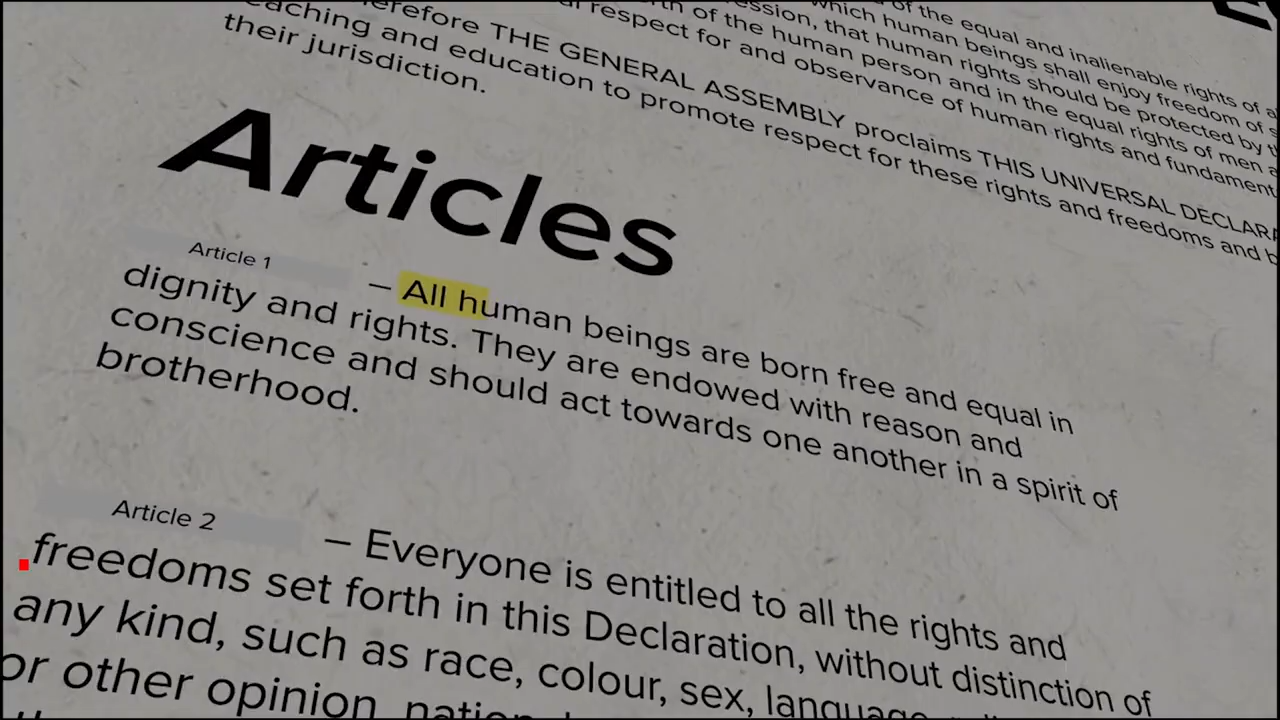 of the equal and inalienable rights of
which human beings shall enjoy freedom of
ession, that human rights should be protected by
th of the human person and in the equal rights of men
respect for and observance of human rights and fundament
erefore THE GENERAL ASSEMBLY proclaims THIS UNIVERSAL DECLARA
eaching and education to promote respect for these rights and freedoms and b
their jurisdiction.
Articles
Article 1 – All human beings are born free and equal in
dignity and rights. They are endowed with reason and
conscience and should act towards one another in a spirit of
brotherhood.
Article 2 – Everyone is entitled to all the rights and
freedoms set forth in this Declaration, without distinction of
any kind, such as race, colour, sex, language
or other opinion, nation